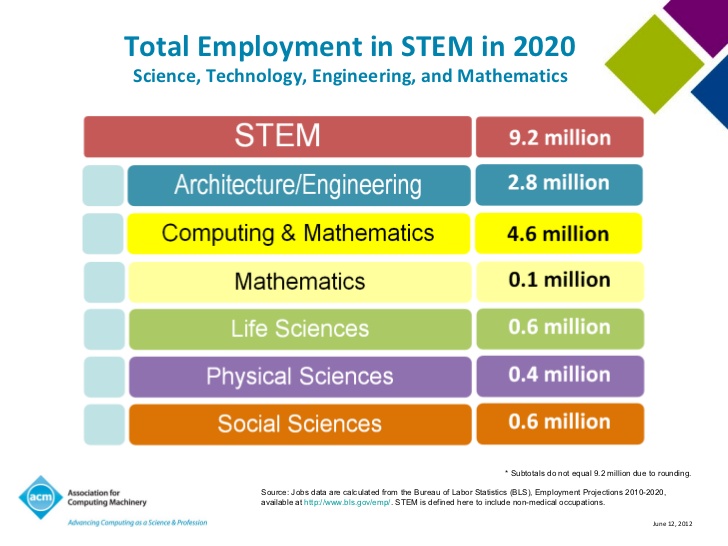 Total Employment in STEM in 2020
Science, Technology, Engineering, and Mathematics
STEM 9.2 million
Architecture/Engineering 2.8 million
Computing & Mathematics 4.6 million
Mathematics 0.1 million
Life Sciences 0.6 million
Physical Sciences 0.4 million
Social Sciences 0.6 million
* Subtotals do not equal 9.2 million due to rounding.
Source: Jobs data are calculated from the Bureau of Labor Statistics (BLS), Employment Projections 2010-2020,
available at http://www.bls.gov/emp/. STEM is defined here to include non-medical occupations.
acm
Association for
Computing Machinery
Advancing Computing as a Science & Profession
June 12, 2012